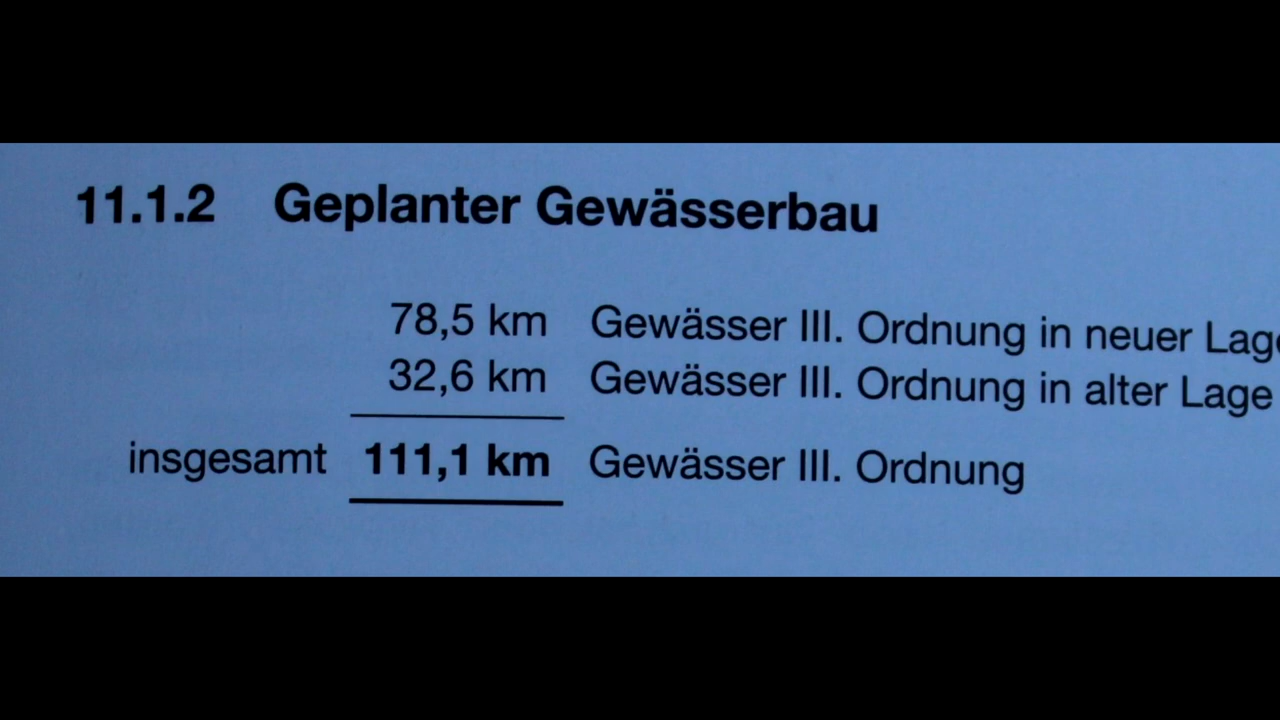 11.1.2 Geplanter Gewässerbau
78,5 km Gewässer III. Ordnung in neuer Lage
32,6 km Gewässer III. Ordnung in alter Lage
insgesamt 111,1 km Gewässer III. Ordnung